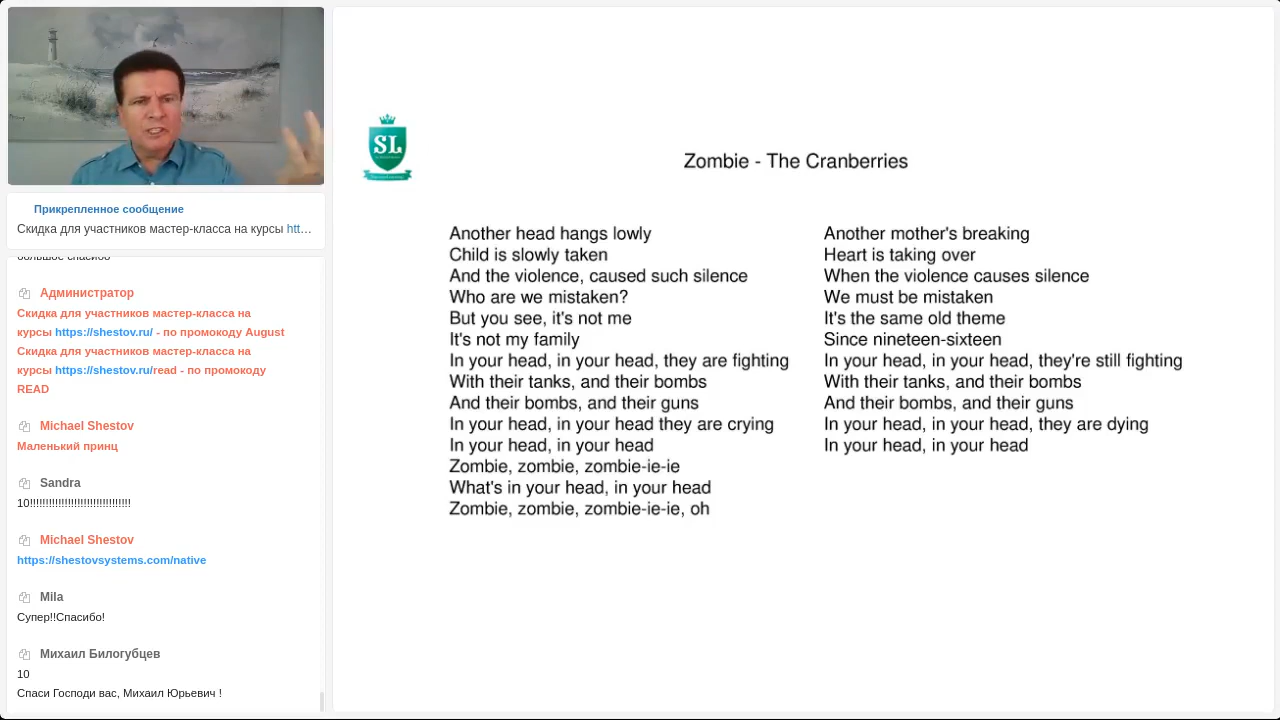 Прикрепленное сообщение
Скидка для участников мастер-класса на курсы htt…
большое спасибо
Администратор
Скидка для участников мастер-класса на
курсы https://shestov.ru/ - по промокоду August
Скидка для участников мастер-класса на
курсы https://shestov.ru/read - по промокоду
READ
Michael Shestov
Маленький принц
Sandra
10!!!!!!!!!!!!!!!!!!!!!!!!!!!!!!!!
Michael Shestov
https://shestovsystems.com/native
Mila
Супер!!Спасибо!
Михаил Билогубцев
10
Спаси Господи вас, Михаил Юрьевич !
SL
Zombie - The Cranberries
Another head hangs lowly
Child is slowly taken
And the violence, caused such silence
Who are we mistaken?
But you see, it's not me
It's not my family
In your head, in your head, they are fighting
With their tanks, and their bombs
And their bombs, and their guns
In your head, in your head they are crying
In your head, in your head
Zombie, zombie, zombie-ie-ie
What's in your head, in your head
Zombie, zombie, zombie-ie-ie, oh
Another mother's breaking
Heart is taking over
When the violence causes silence
We must be mistaken
It's the same old theme
Since nineteen-sixteen
In your head, in your head, they're still fighting
With their tanks, and their bombs
And their bombs, and their guns
In your head, in your head, they are dying
In your head, in your head